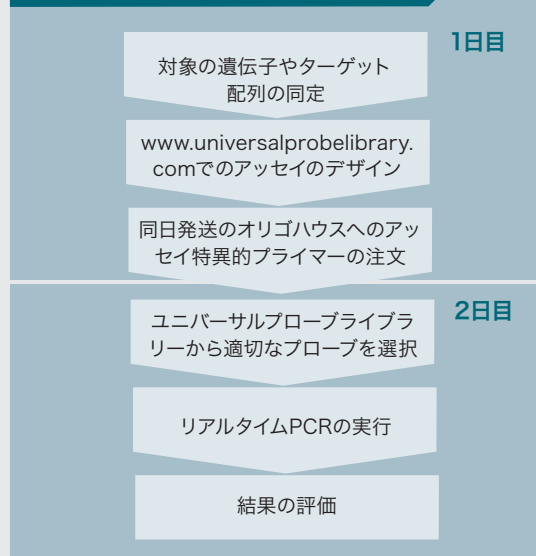 1日目
対象の遺伝子やターゲット
配列の同定
www.universalprobelibrary.
comでのアッセイのデザイン
同日発送のオリゴハウスへのアッ
セイ特異的プライマーの注文
2日目
ユニバーサルプローブライブラ
リーから適切なプローブを選択
リアルタイムPCRの実行
結果の評価